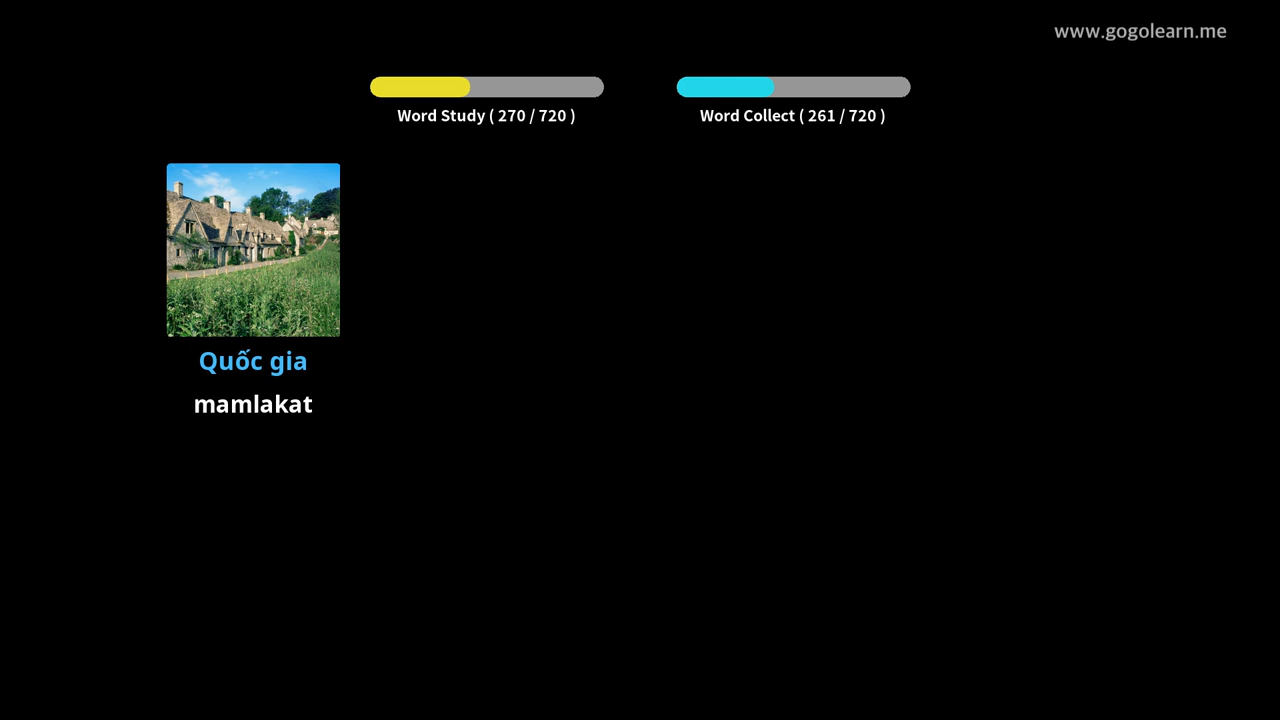 www.gogolearn.me
Word Study ( 270 / 720 )
Word Collect ( 261 / 720 )
Quốc gia
mamlakat